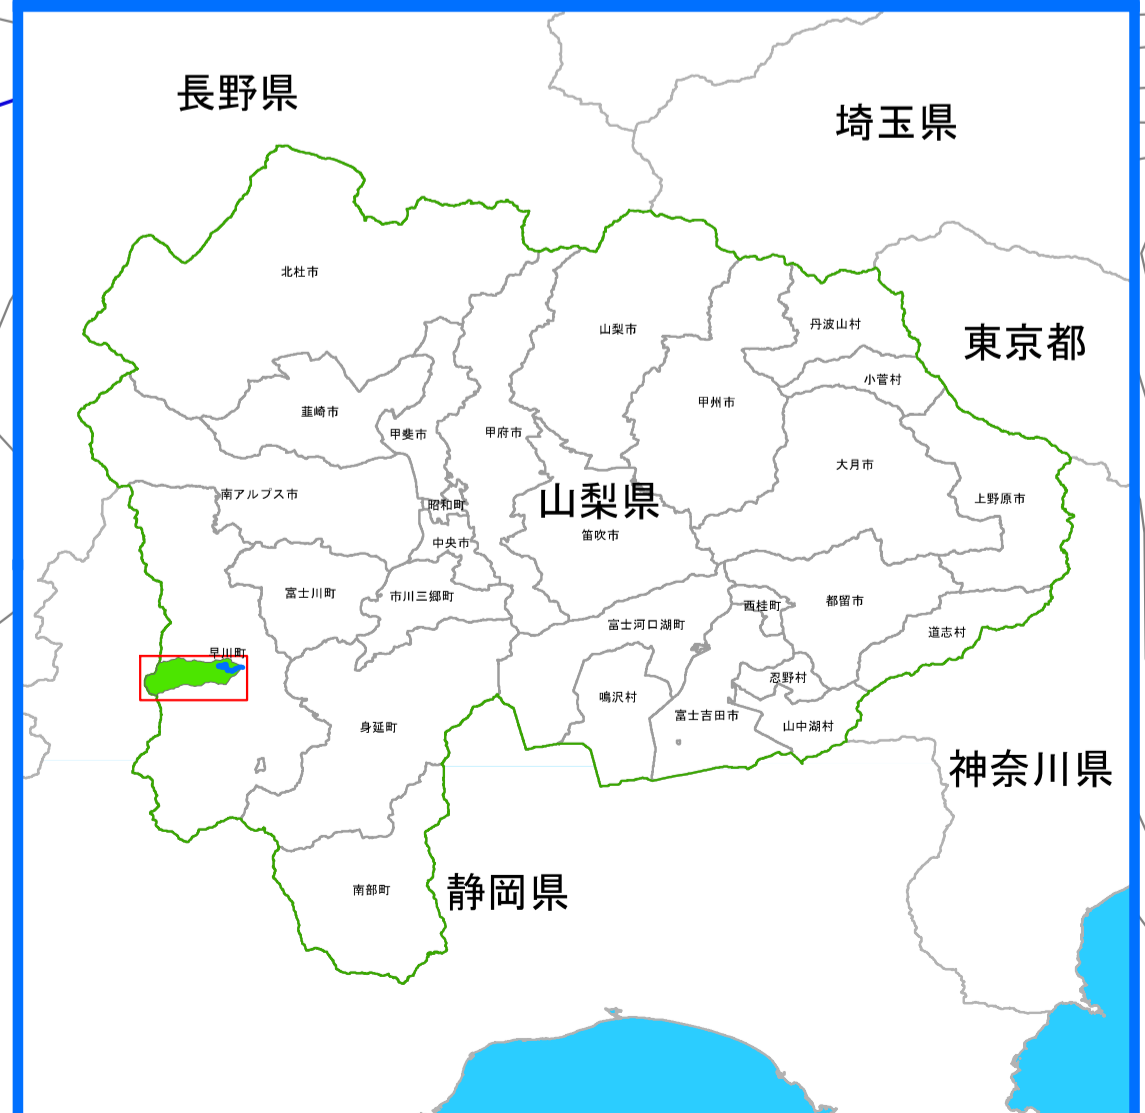 長野県
埼玉県
北杜市
山梨市
丹波山村
東京都
小菅村
甲州市
韮崎市
甲斐市
甲府市
大月市
南アルプス市
山梨県
上野原市
昭和町
笛吹市
中央市
富士川町
市川三郷町
西桂町
都留市
富士河口湖町
道志村
早川町
忍野村
鳴沢村
富士吉田市
身延町
山中湖村
神奈川県
南部町
静岡県